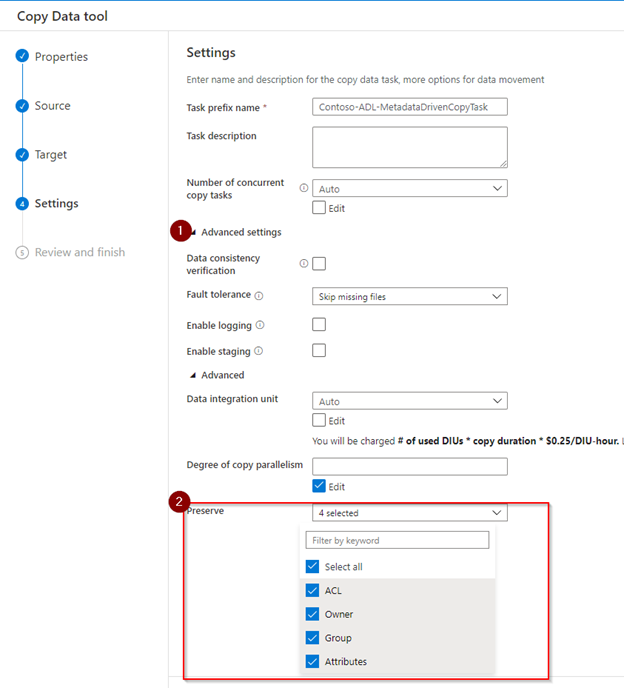 Copy Data tool
Properties
Source
Target
4 Settings
5 Review and finish
Settings
Enter name and description for the copy data task, more options for data movement
Task prefix name *
Contoso-ADL-MetadataDrivenCopyTask
Task description
Number of concurrent
copy tasks
Auto
Edit
1
Advanced settings
Data consistency
verification
Fault tolerance
Skip missing files
Enable logging
Enable staging
Advanced
Data integration unit
Auto
Edit
You will be charged # of used DIUs * copy duration * $0.25/DIU-hour.
Degree of copy parallelism
Edit
2
Preserve
4 selected
Filter by keyword
Select all
ACL
Owner
Group
Attributes